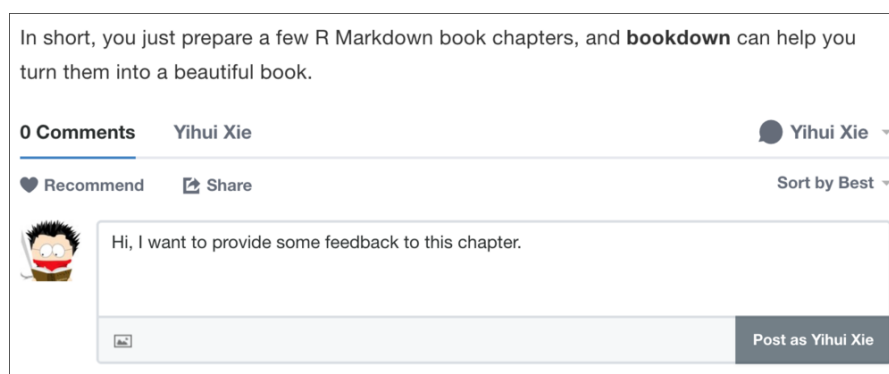 In short, you just prepare a few R Markdown book chapters, and bookdown can help you
turn them into a beautiful book.
0 Comments Yihui Xie Yihui Xie
Recommend Share Sort by Best
Hi, I want to provide some feedback to this chapter.
Post as Yihui Xie